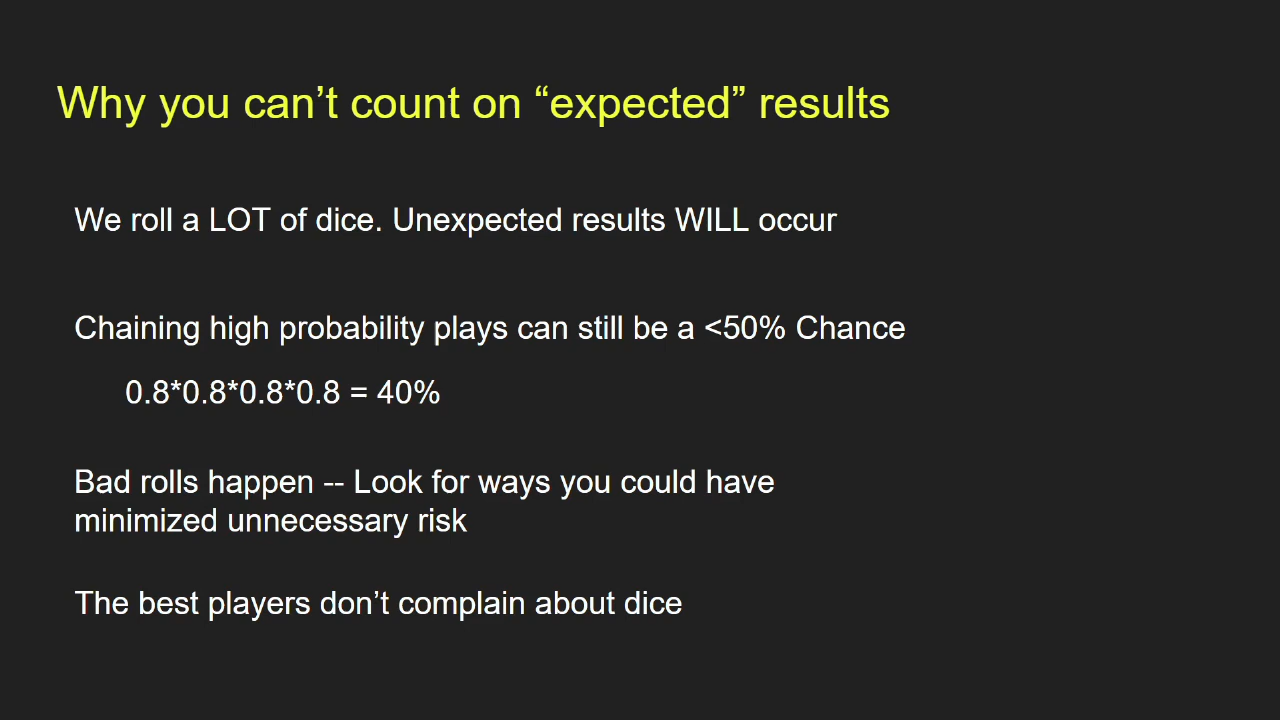 Why you can’t count on “expected” results
We roll a LOT of dice. Unexpected results WILL occur
Chaining high probability plays can still be a <50% Chance
0.8*0.8*0.8*0.8 = 40%
Bad rolls happen -- Look for ways you could have
minimized unnecessary risk
The best players don’t complain about dice